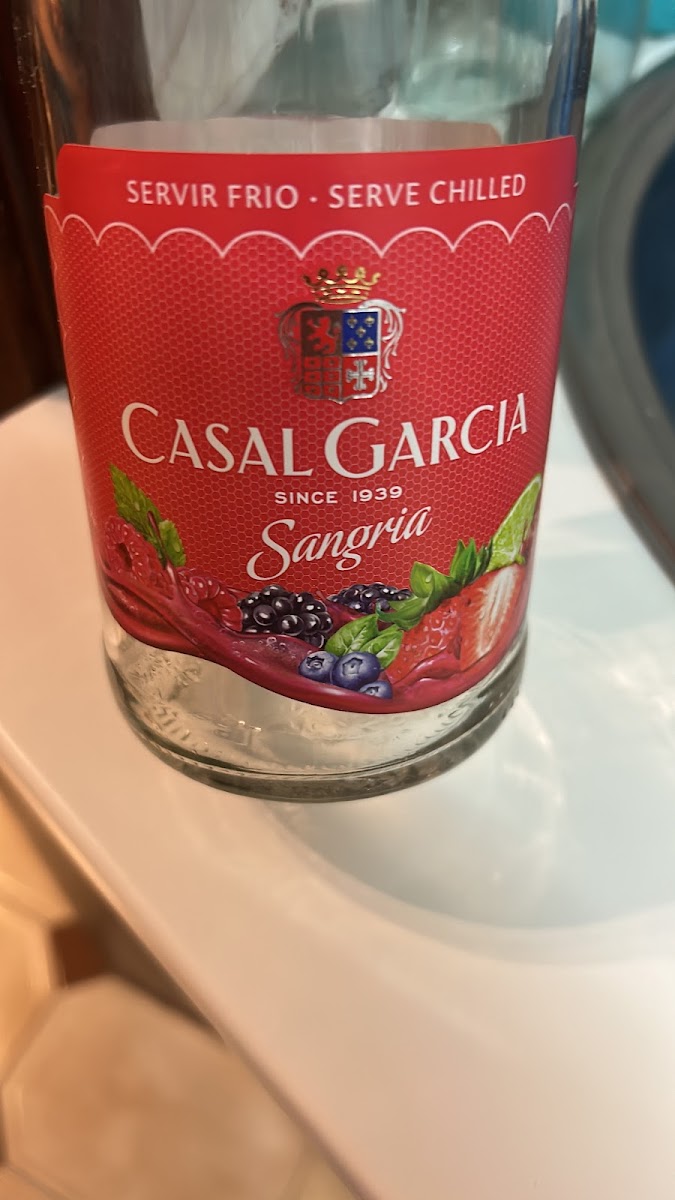 SERVIR FRIO · SERVE CHILLED
CASAL GARCIA
SINCE 1939
Sangria